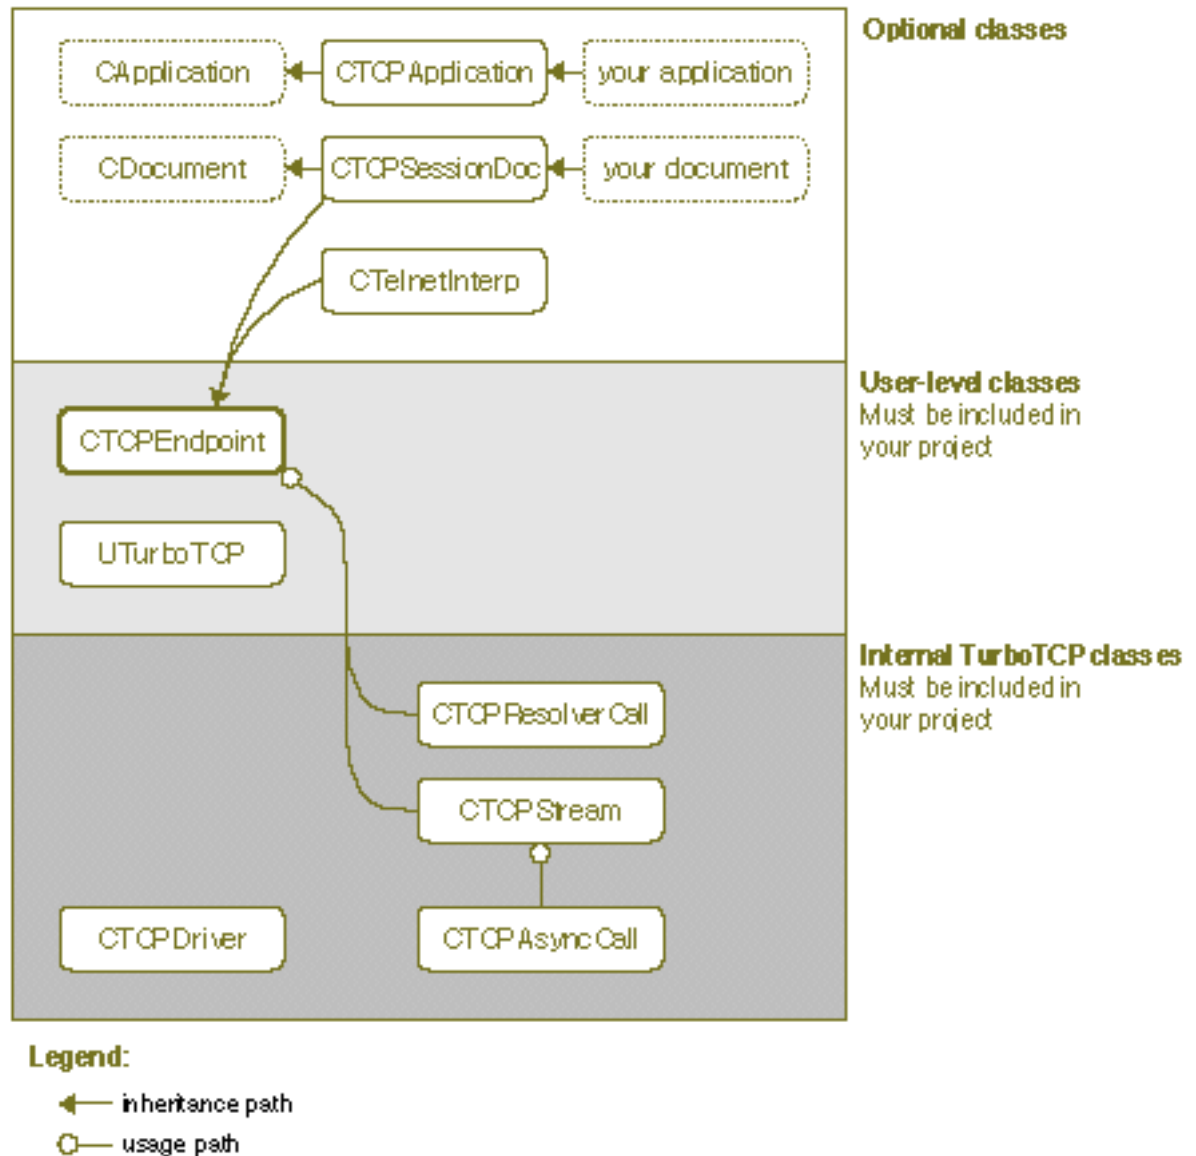 Optional classes
CApplication
CTCPApplication
your application
CDocument
CTCPSessionDoc
your document
CTelnetInterp
User-level classes
Must be included in
your project
CTCPEndpoint
UTurboTCP
Internal TurboTCP classes
Must be included in
your project
CTCPResolverCall
CTCPStream
CTCPDriver
CTCPAsyncCall
Legend:
inheritance path
usage path